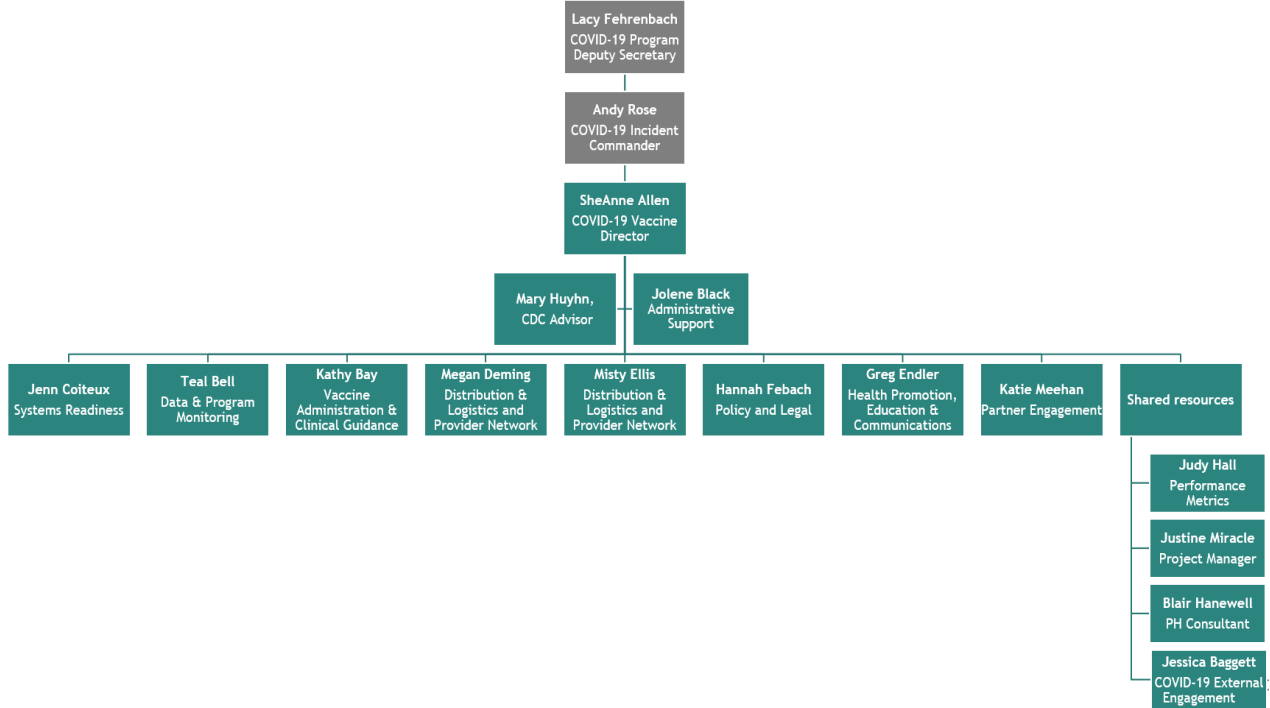 Lacy Fehrenbach
COVID-19 Program
Deputy Secretary
Andy Rose
COVID-19 Incident
Commander
SheAnne Allen
COVID-19 Vaccine
Director
Mary Huyhn,
CDC Advisor
Jolene Black
Administrative
Support
Jenn Coiteux
Systems Readiness
Teal Bell
Data & Program
Monitoring
Kathy Bay
Vaccine
Administration &
Clinical Guidance
Megan Deming
Distribution &
Logistics and
Provider Network
Misty Ellis
Distribution &
Logistics and
Provider Network
Hannah Febach
Policy and Legal
Greg Endler
Health Promotion,
Education &
Communications
Katie Meehan
Partner Engagement
Shared resources
Judy Hall
Performance
Metrics
Justine Miracle
Project Manager
Blair Hanewell
PH Consultant
Jessica Baggett
COVID-19 External
Engagement